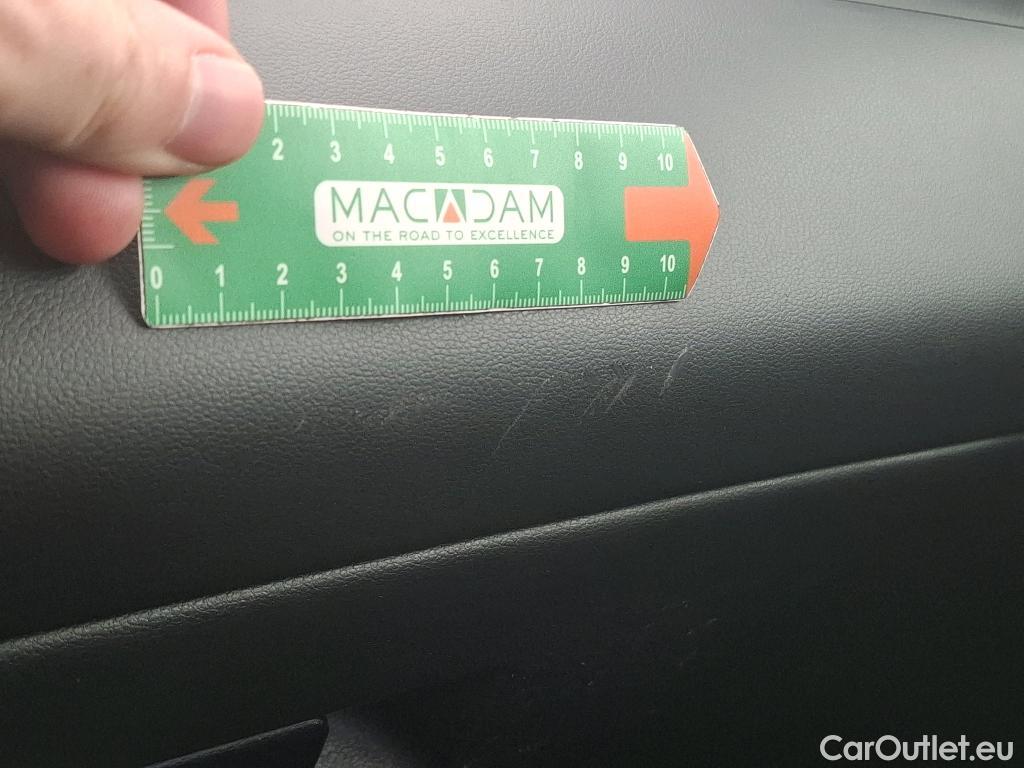 2 3 4 5 6 7 8 9 10
MACADAM
ON THE ROAD TO EXCELLENCE
0 1 2 3 4 5 6 7 8 9 10
CarOutlet.eu